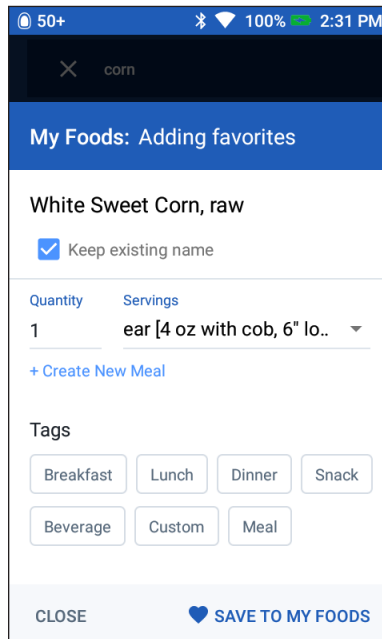 50+ 100% 2:31 PM
corn
My Foods: Adding favorites
White Sweet Corn, raw
Keep existing name
Quantity Servings
1 ear [4 oz with cob, 6" lo..
+ Create New Meal
Tags
Breakfast Lunch Dinner Snack
Beverage Custom Meal
CLOSE SAVE TO MY FOODS